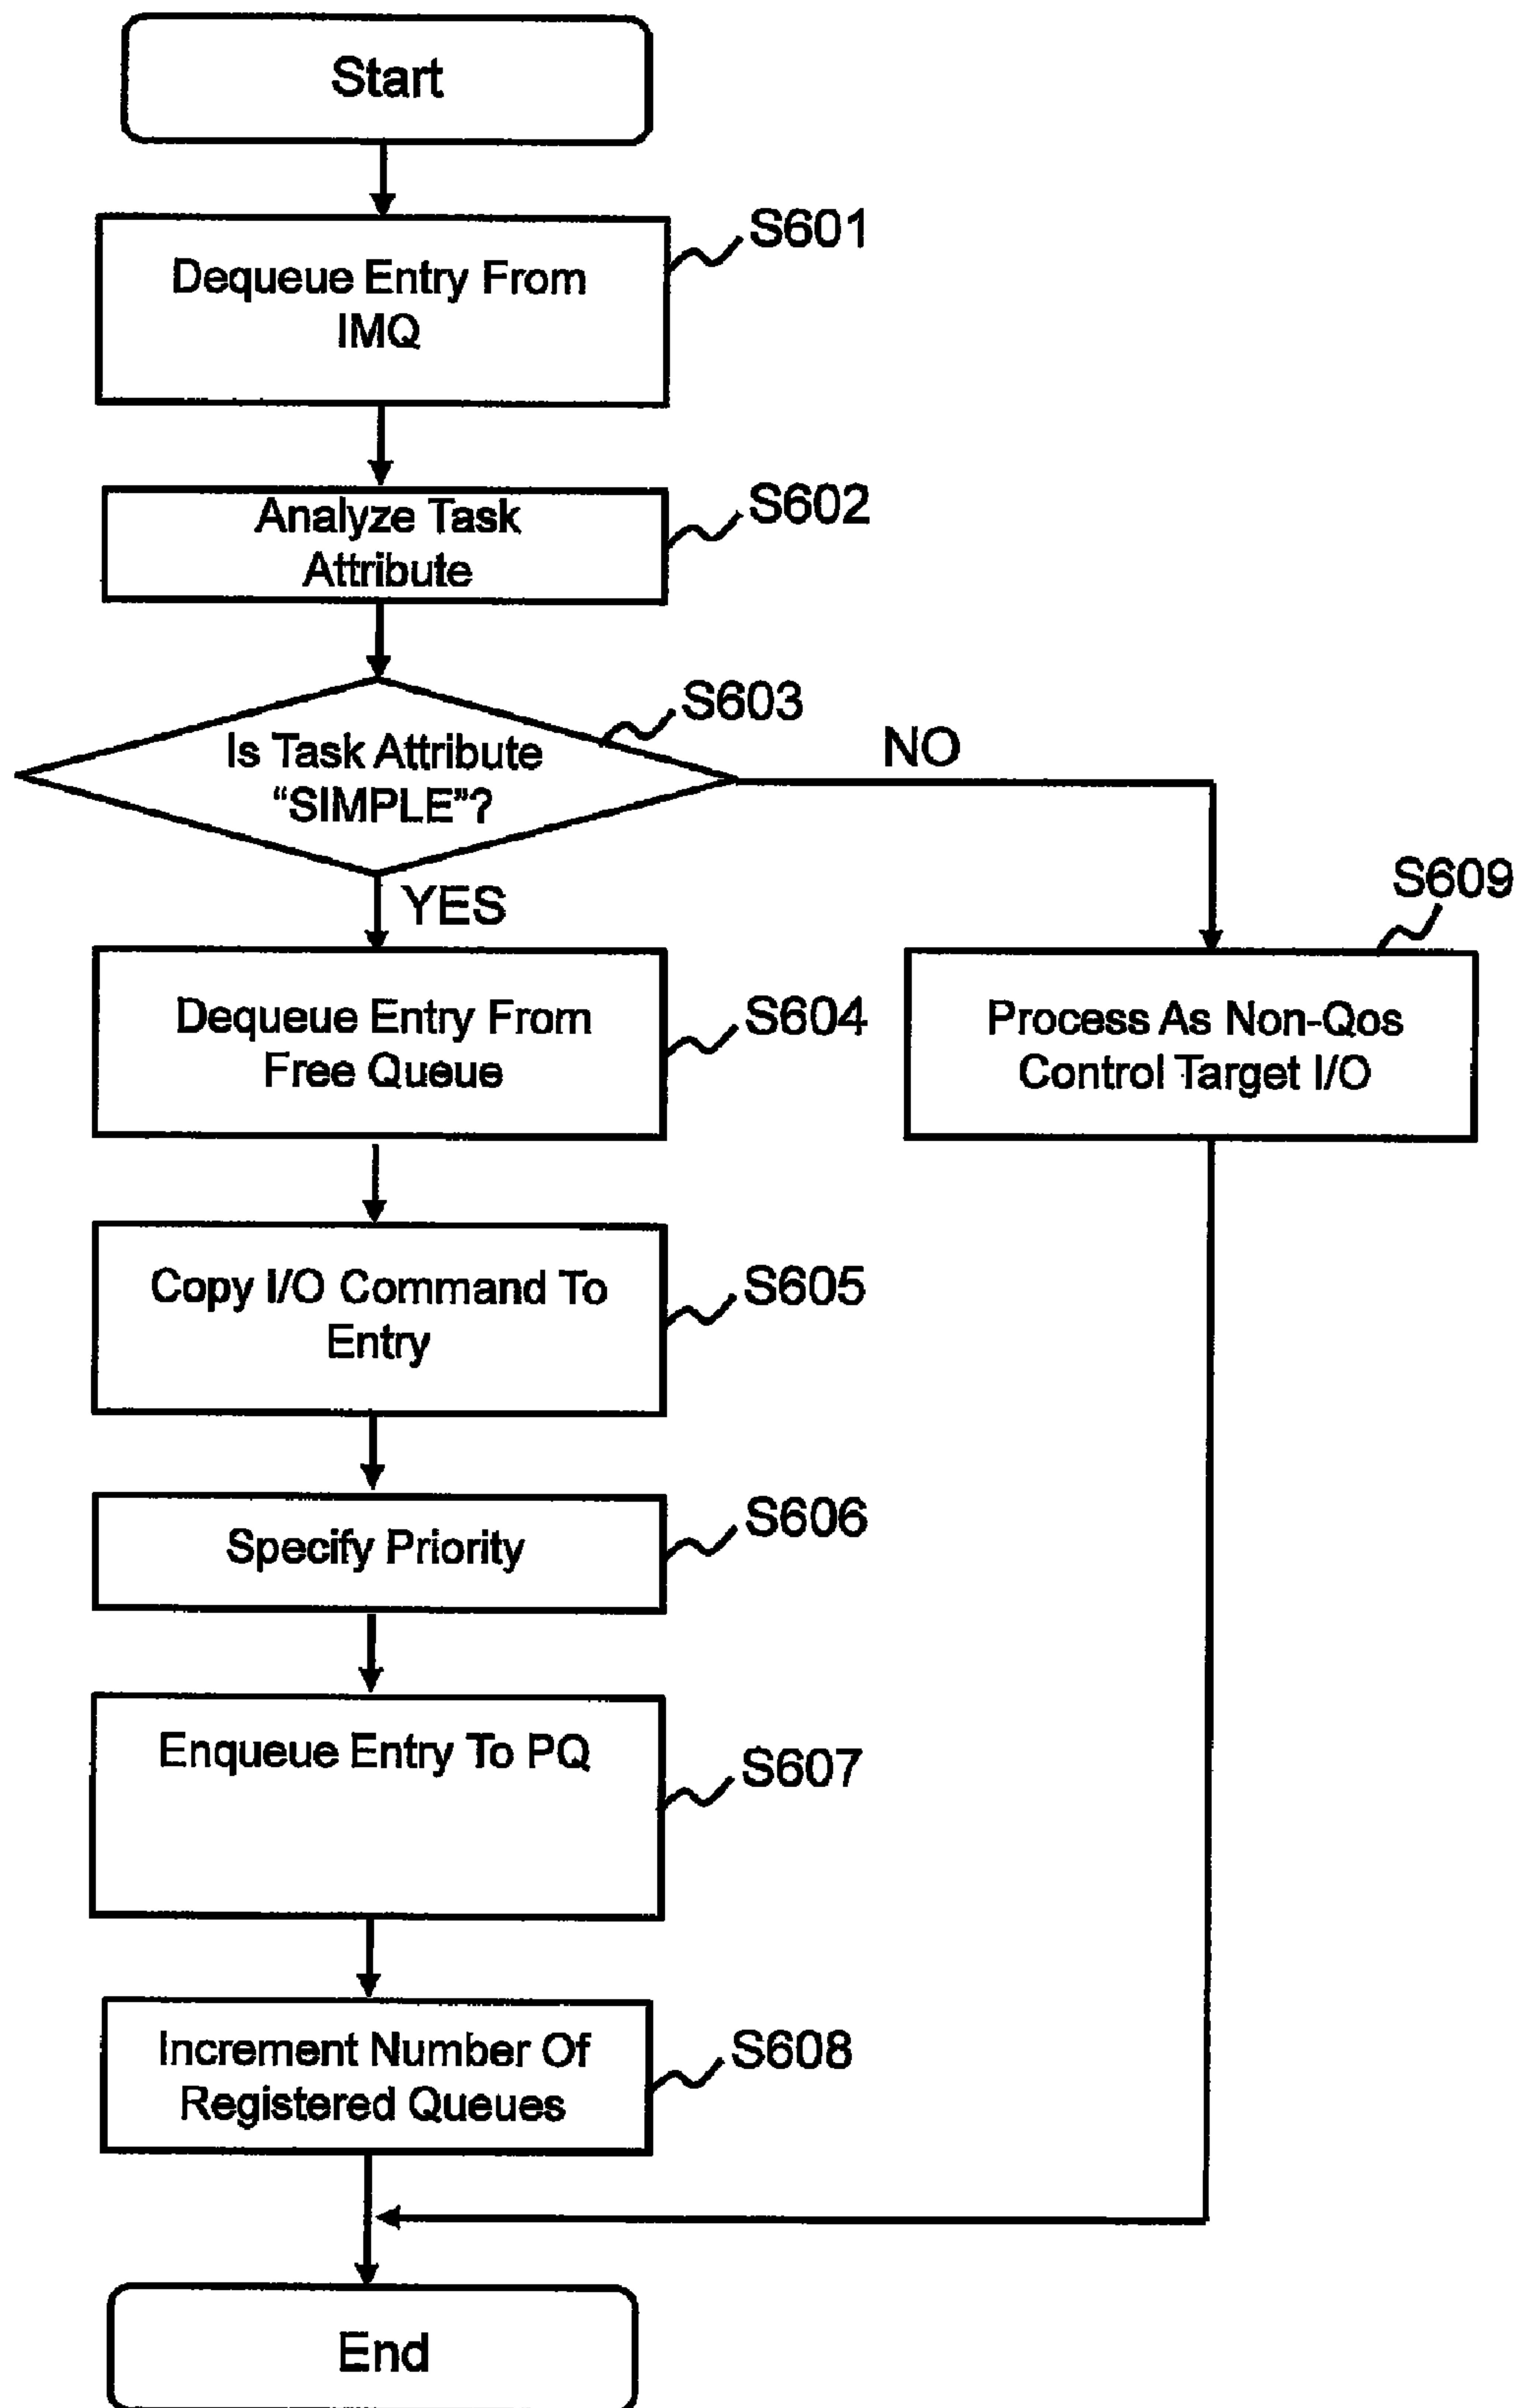 Start
S601
Dequeue Entry From
IMQ
S602
Analyze Task
Attribute
S603
Is Task Attribute
“SIMPLE”?
NO
YES
S609
Dequeue Entry From
Free Queue
S604
Process As Non-Qos
Control Target I/O
Copy I/O Command To
Entry
S605
Specify Priority
S606
Enqueue Entry To PQ
S607
Increment Number Of
Registered Queues
S608
End